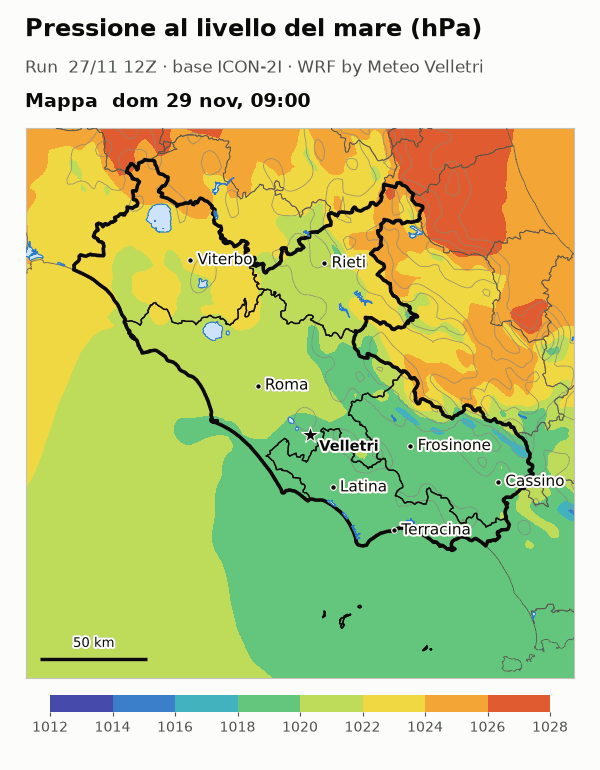 Pressione al livello del mare (hPa)
Run  27/11 12Z · base ICON-2I · WRF by Meteo Velletri
Mappa  dom 29 nov, 09:00
Viterbo
Rieti
Roma
Velletri
Frosinone
Cassino
Latina
Terracina
50 km
1012 1014 1016 1018 1020 1022 1024 1026 1028